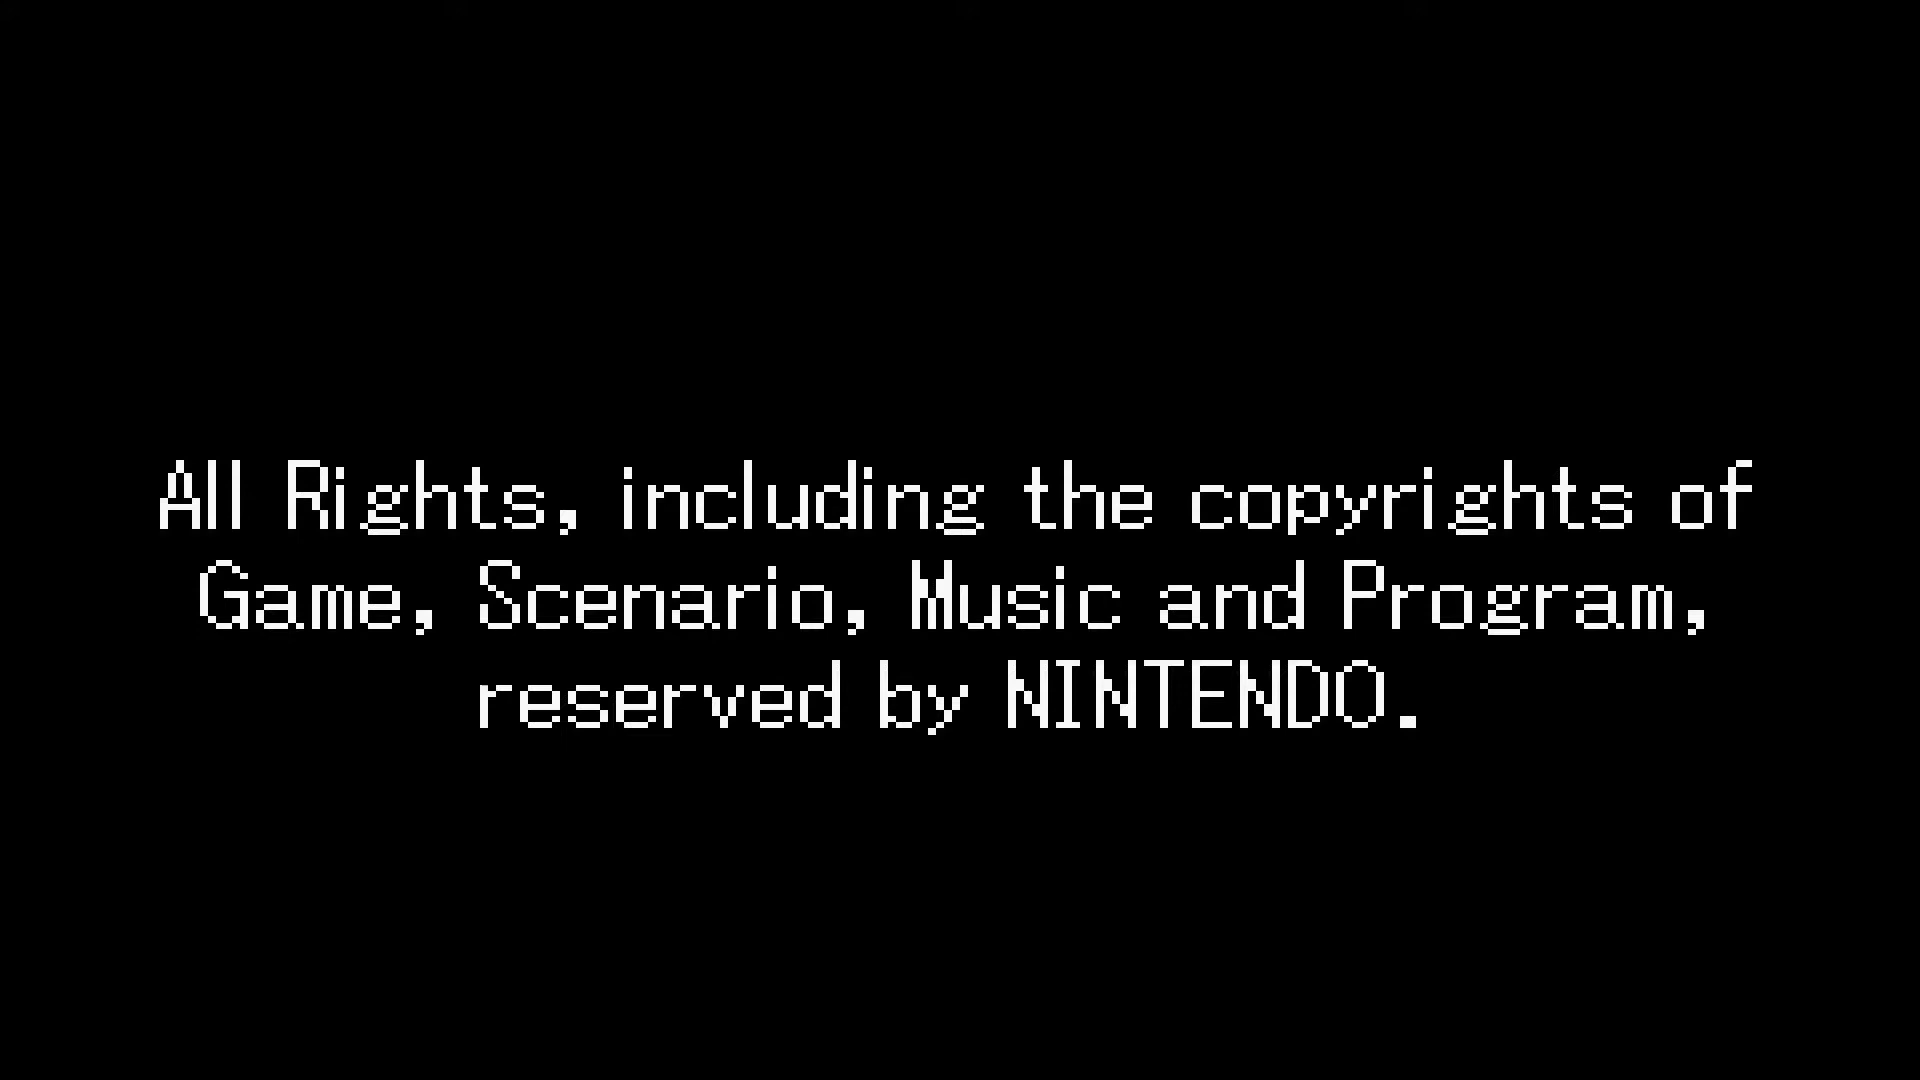 All Rights, including the copyrights of
Game, Scenario, Music and Program,
reserved by NINTENDO.